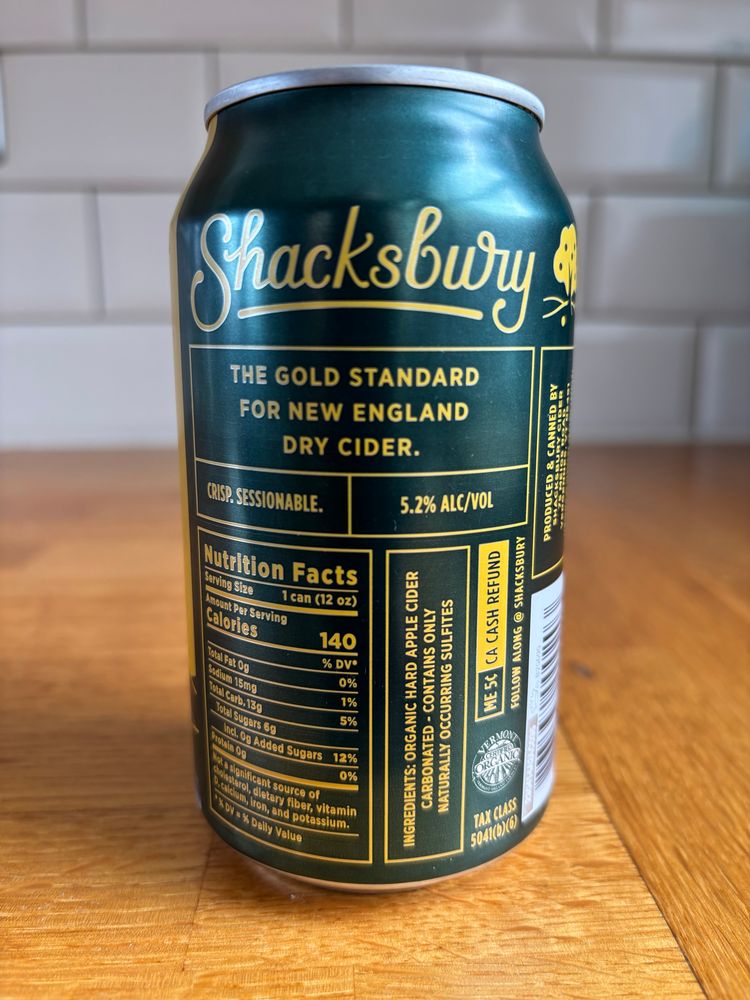 Shacksbury
THE GOLD STANDARD
FOR NEW ENGLAND
DRY CIDER.
CRISP. SESSIONABLE.
5.2% ALC/VOL
Nutrition Facts
Serving Size 1 can (12 oz)
Amount Per Serving
Calories 140
% DV*
Total Fat 0g 0%
Sodium 15mg 1%
Total Carb. 13g 5%
Total Sugars 6g
Incl. 0g Added Sugars 12%
Protein 0g 0%
Not a significant source of
cholesterol, dietary fiber, vitamin
D, calcium, iron, and potassium.
* % DV = % Daily Value
INGREDIENTS: ORGANIC HARD APPLE CIDER
CARBONATED - CONTAINS ONLY
NATURALLY OCCURRING SULFITES
ME 5¢ CA CASH REFUND
FOLLOW ALONG @ SHACKSBURY
VERMONT
CERTIFIED
ORGANIC
TAX CLASS
5041(b)(6)
PRODUCED & CANNED BY
SHACKSBURY CIDER